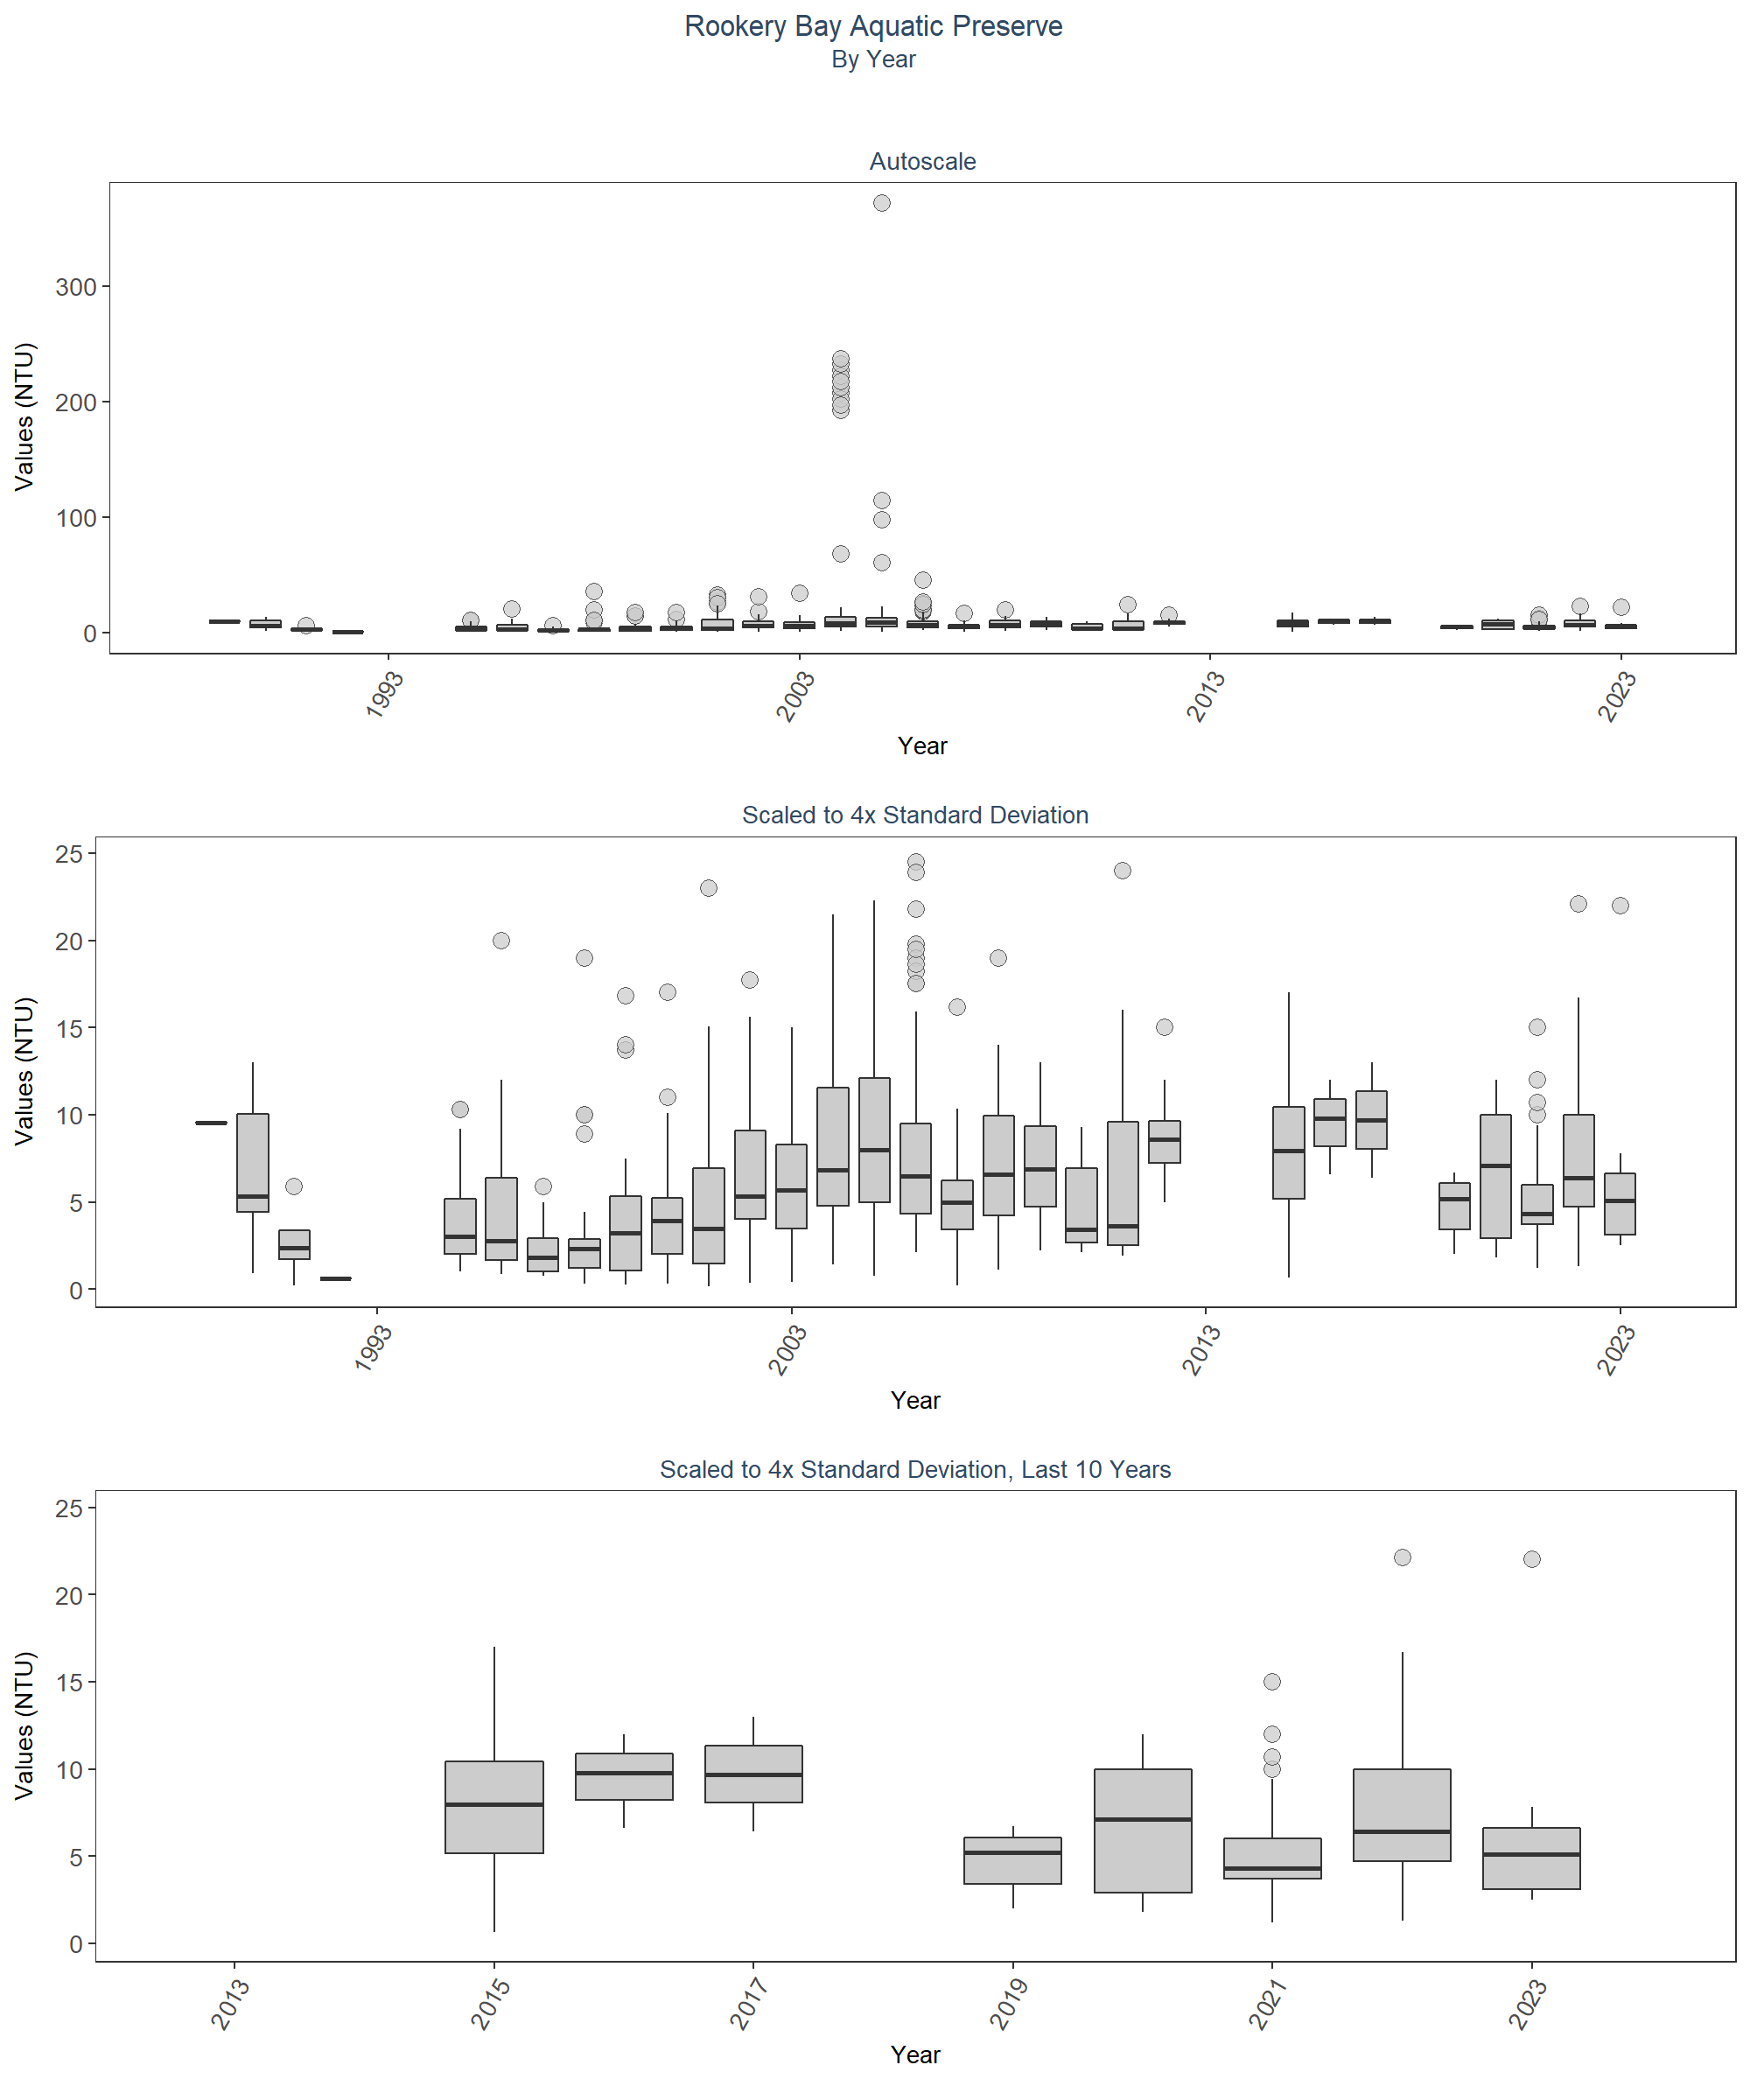 Rookery Bay Aquatic Preserve
By Year
Autoscale
Values (NTU)
300
200
100
0
1993
2003
2013
2023
Year
Scaled to 4x Standard Deviation
Values (NTU)
25
20
15
10
5
0
1993
2003
2013
2023
Year
Scaled to 4x Standard Deviation, Last 10 Years
Values (NTU)
25
20
15
10
5
0
2013
2015
2017
2019
2021
2023
Year